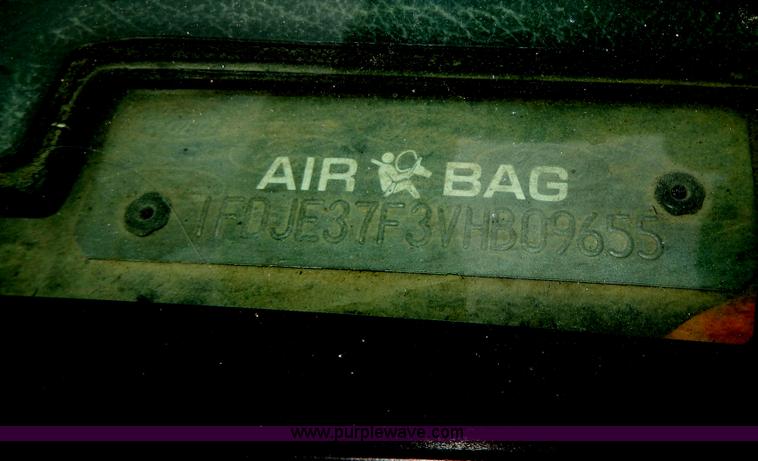 AIR BAG
1FDJE37F3VHB09655
www.purplewave.com